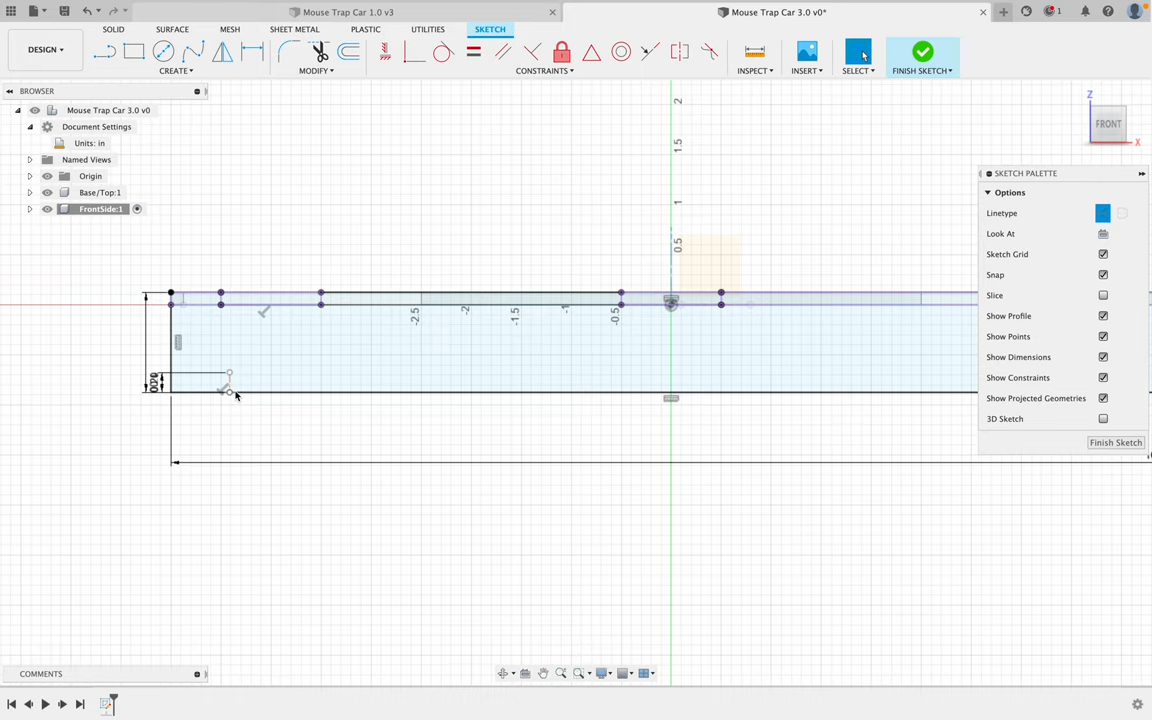 Mouse Trap Car 1.0 v3
Mouse Trap Car 3.0 v0*
1
SOLID
SURFACE
MESH
SHEET METAL
PLASTIC
UTILITIES
SKETCH
DESIGN
CREATE
MODIFY
CONSTRAINTS
INSPECT
INSERT
SELECT
FINISH SKETCH
BROWSER
Mouse Trap Car 3.0 v0
Document Settings
Units: in
Named Views
Origin
Base/Top:1
FrontSide:1
Z
FRONT
X
SKETCH PALETTE
Options
Linetype
Look At
Sketch Grid
Snap
Slice
Show Profile
Show Points
Show Dimensions
Show Constraints
Show Projected Geometries
3D Sketch
Finish Sketch
2
1.5
1
0.5
-2.5
-2
-1.5
-1
-0.5
COMMENTS